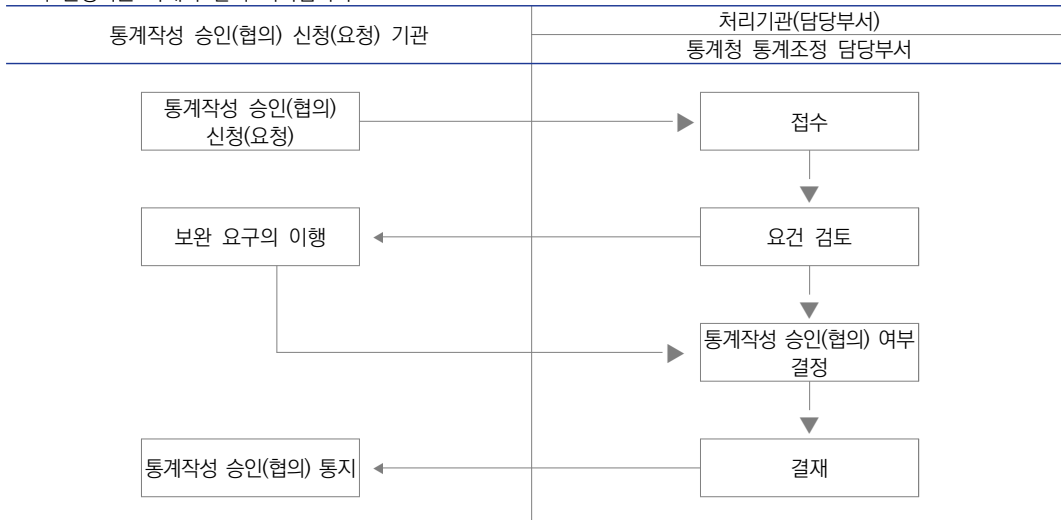 통계작성 승인(협의) 신청(요청) 기관
처리기관(담당부서)
통계청 통계조정 담당부서
통계작성 승인(협의)
신청(요청)
접수
보완 요구의 이행
요건 검토
통계작성 승인(협의) 여부
결정
통계작성 승인(협의) 통지
결재